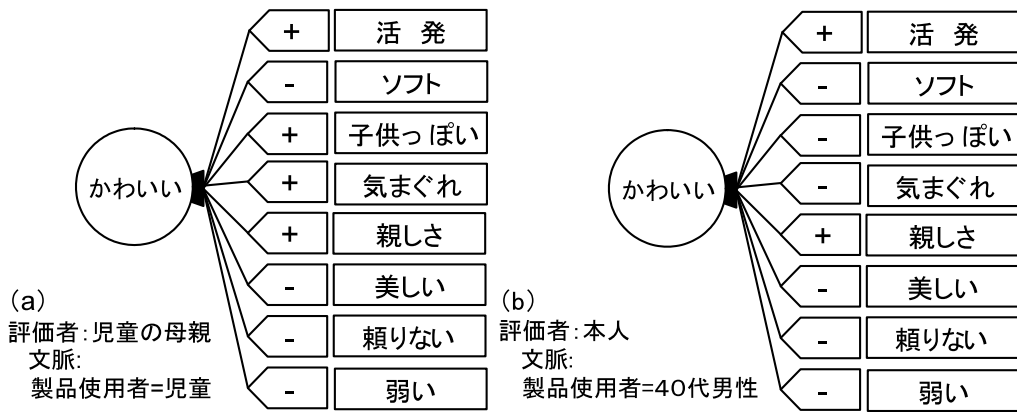 + 活 発
- ソフト
+ 子供っぽい
+ 気まぐれ
+ 親しさ
- 美しい
- 頼りない
- 弱い
かわいい
(a)
評価者:児童の母親
文脈:
製品使用者=児童
+ 活 発
- ソフト
- 子供っぽい
- 気まぐれ
+ 親しさ
- 美しい
- 頼りない
- 弱い
かわいい
(b)
評価者:本人
文脈:
製品使用者=40代男性